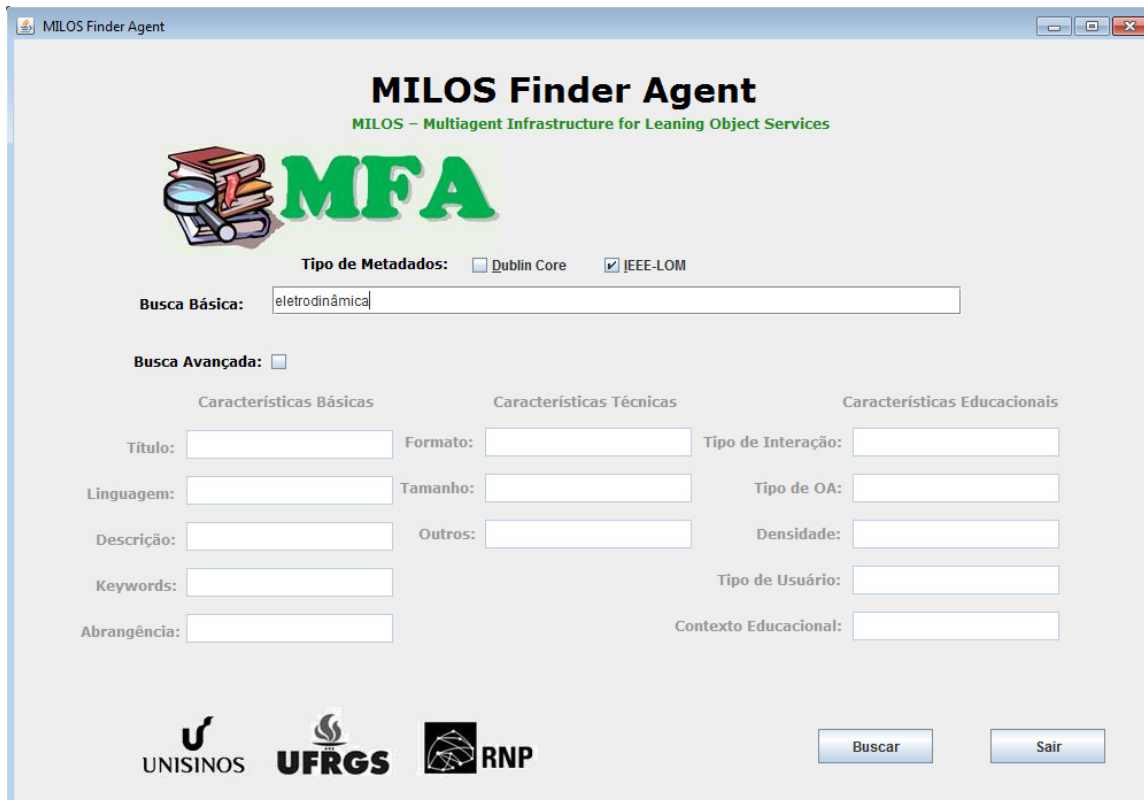 MILOS Finder Agent
MILOS Finder Agent
MILOS – Multiagent Infrastructure for Leaning Object Services
MFA
Tipo de Metadados: Dublin Core IEEE-LOM
Busca Básica: eletrodinâmica
Busca Avançada:
Características Básicas Características Técnicas Características Educacionais
Título: Formato: Tipo de Interação:
Linguagem: Tamanho: Tipo de OA:
Descrição: Outros: Densidade:
Keywords: Tipo de Usuário:
Abrangência: Contexto Educacional:
UNISINOS UFRGS RNP
Buscar Sair